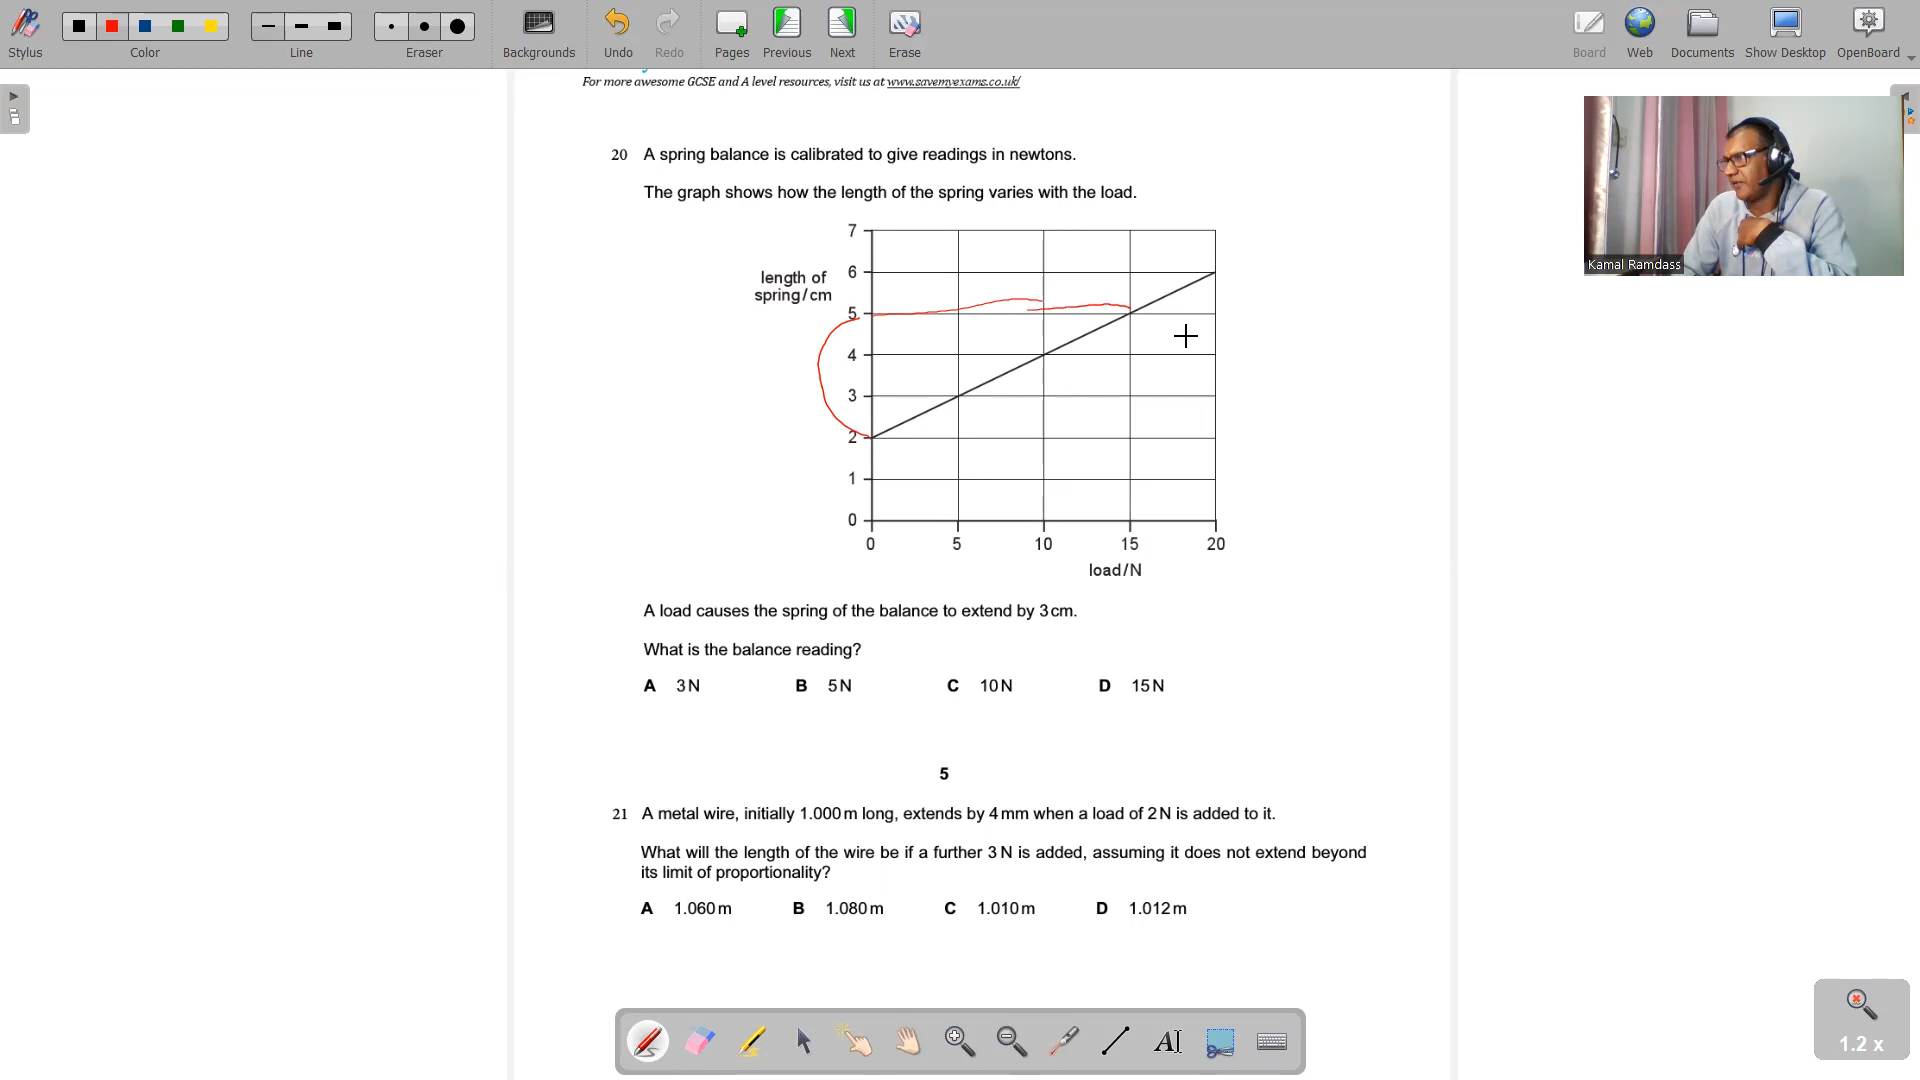 Stylus
Color
Line
Eraser
Backgrounds
Undo
Redo
Pages
Previous
Next
Erase
Board
Web
Documents
Show Desktop
OpenBoard
For more awesome GCSE and A level resources, visit us at www.savemyexams.co.uk/
Kamal Ramdass
20 A spring balance is calibrated to give readings in newtons.
The graph shows how the length of the spring varies with the load.
length of
spring/cm
7
6
5
4
3
2
1
0
0 5 10 15 20
load/N
A load causes the spring of the balance to extend by 3 cm.
What is the balance reading?
A 3 N B 5 N C 10 N D 15 N
5
21 A metal wire, initially 1.000 m long, extends by 4 mm when a load of 2 N is added to it.
What will the length of the wire be if a further 3 N is added, assuming it does not extend beyond
its limit of proportionality?
A 1.060 m B 1.080 m C 1.010 m D 1.012 m
1.2 x